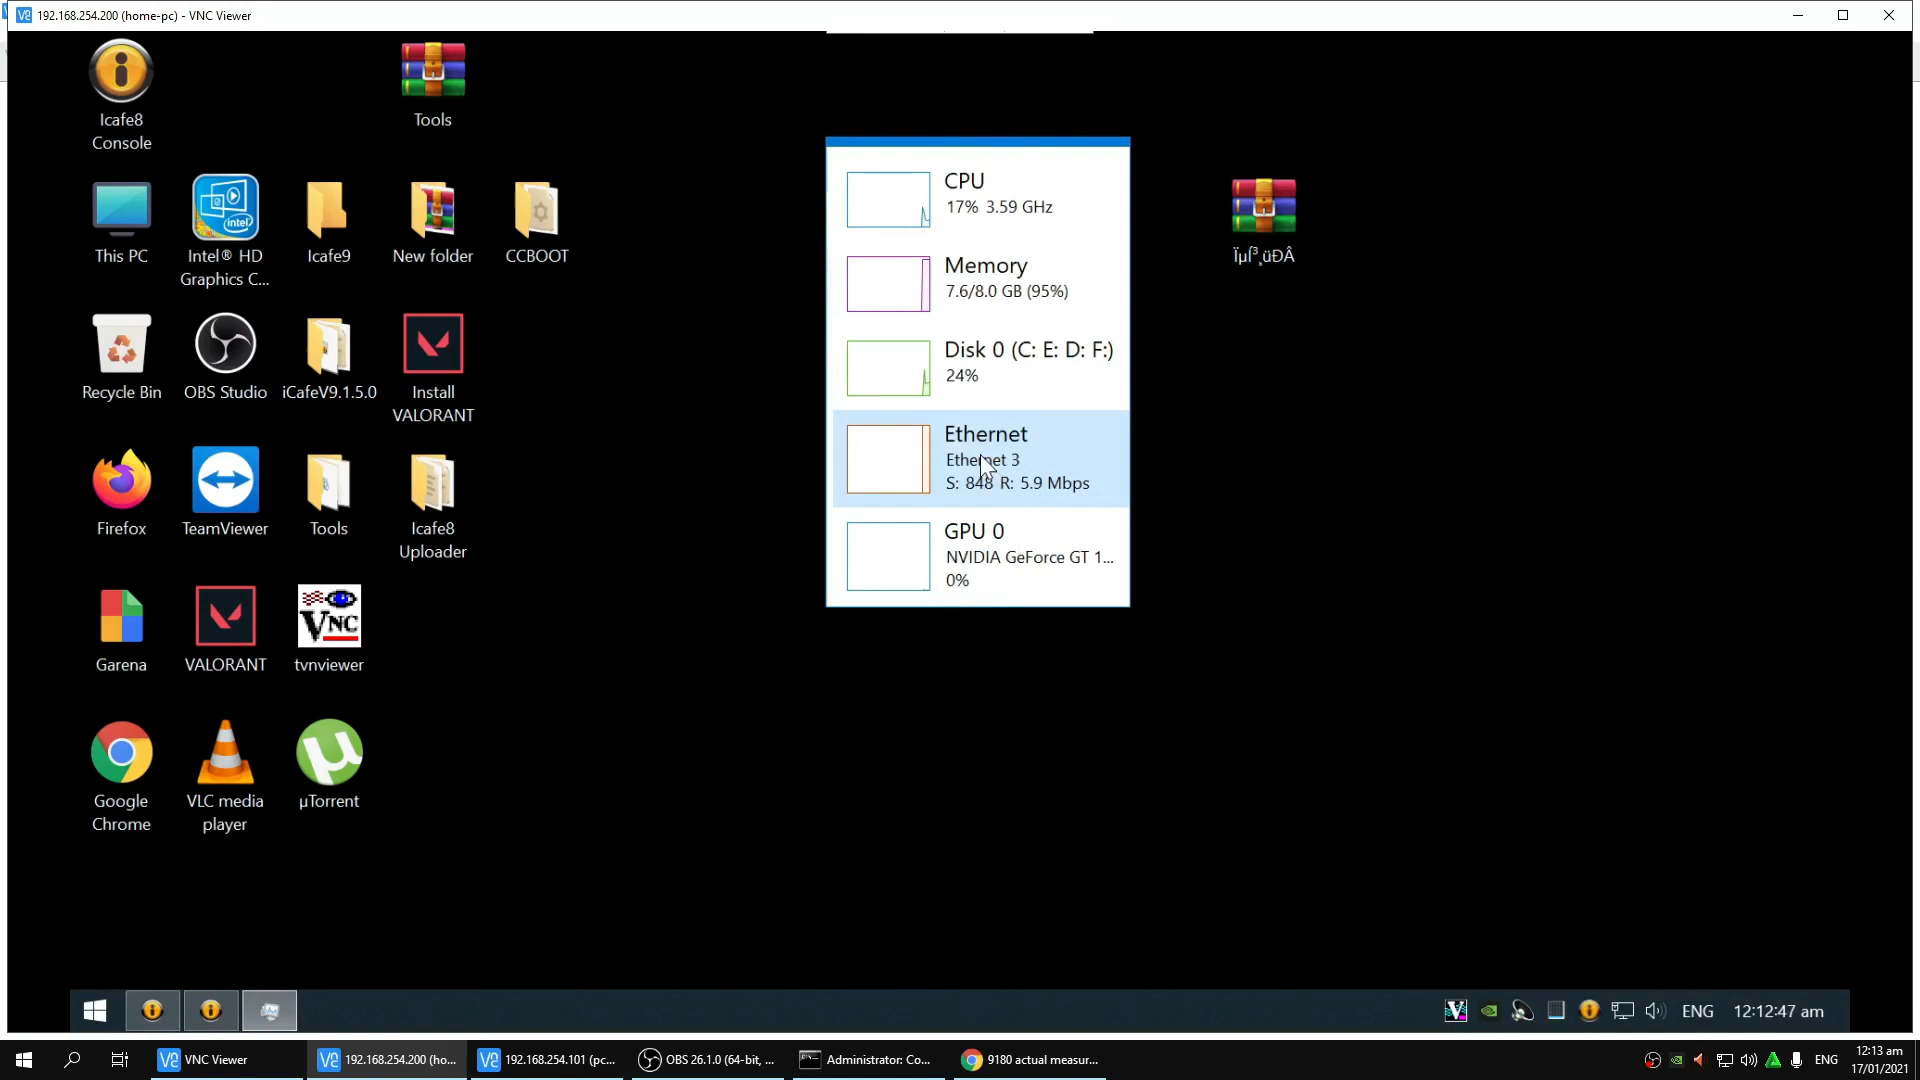 192.168.254.200 (home-pc) - VNC Viewer
Icafe8
Console
Tools
This PC
Intel® HD
Graphics C...
Icafe9
New folder
CCBOOT
ÏµÍ³¸üÐÂ
Recycle Bin
OBS Studio
iCafeV9.1.5.0
Install
VALORANT
Firefox
TeamViewer
Tools
Icafe8
Uploader
Garena
VALORANT
VNC
tvnviewer
Google
Chrome
VLC media
player
µTorrent
intel
CPU
17% 3.59 GHz
Memory
7.6/8.0 GB (95%)
Disk 0 (C: E: D: F:)
24%
Ethernet
Ethernet 3
S: 848 R: 5.9 Mbps
GPU 0
NVIDIA GeForce GT 1...
0%
ENG
12:12:47 am
VNC Viewer
192.168.254.200 (ho...
192.168.254.101 (pc...
OBS 26.1.0 (64-bit, ...
Administrator: Co...
9180 actual measur...
ENG
12:13 am
17/01/2021